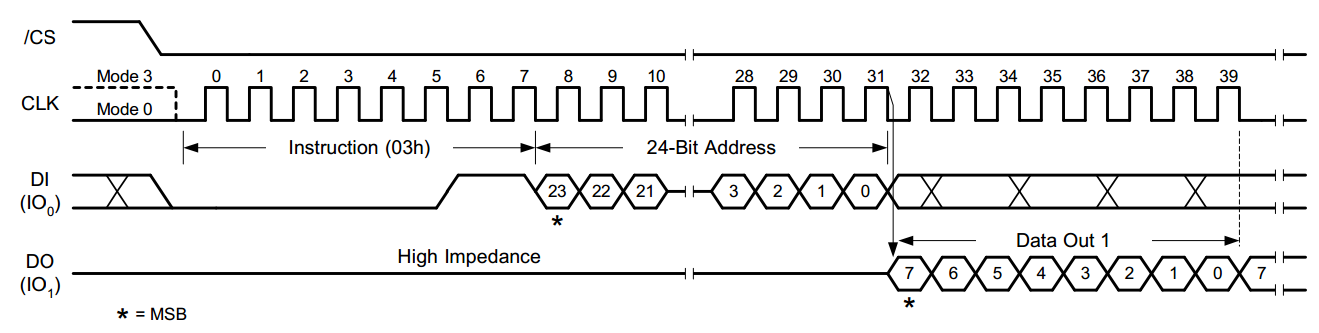 /CS
Mode 3 0 1 2 3 4 5 6 7 8 9 10 28 29 30 31 32 33 34 35 36 37 38 39
CLK
Mode 0
Instruction (03h) 24-Bit Address
DI
(IO0)
23 22 21 3 2 1 0
*
High Impedance
Data Out 1
DO
(IO1)
7 6 5 4 3 2 1 0 7
*
* = MSB